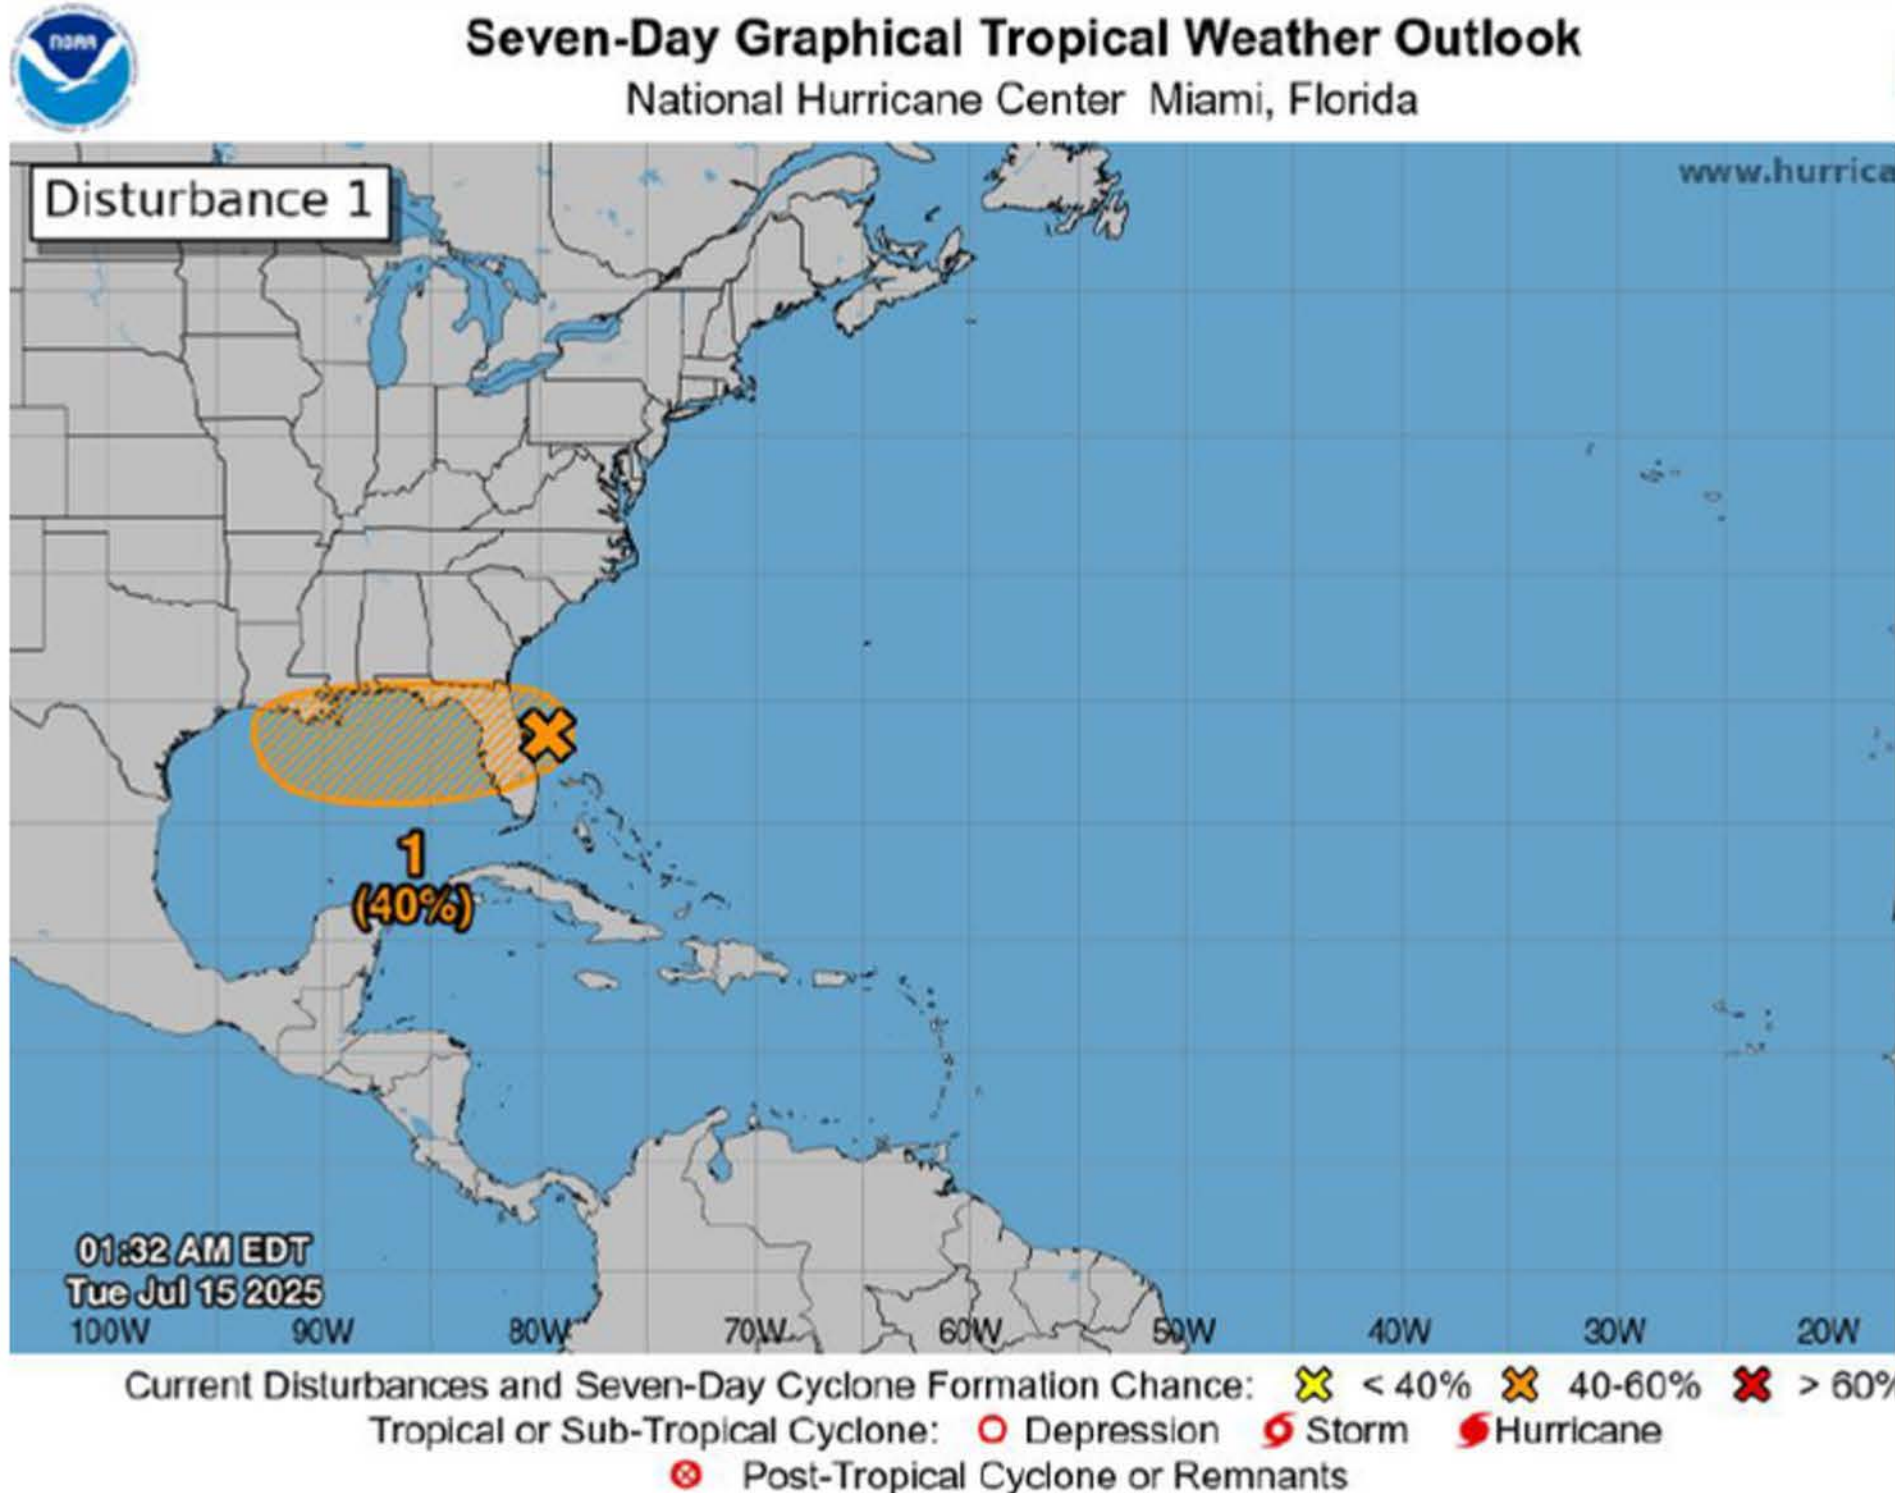 NOAA
Seven-Day Graphical Tropical Weather Outlook
National Hurricane Center Miami, Florida
Disturbance 1
www.hurrica
1
(40%)
01:32 AM EDT
Tue Jul 15 2025
100W 90W 80W 70W 60W 50W 40W 30W 20W
Current Disturbances and Seven-Day Cyclone Formation Chance: < 40% 40-60% > 60%
Tropical or Sub-Tropical Cyclone: Depression Storm Hurricane
Post-Tropical Cyclone or Remnants